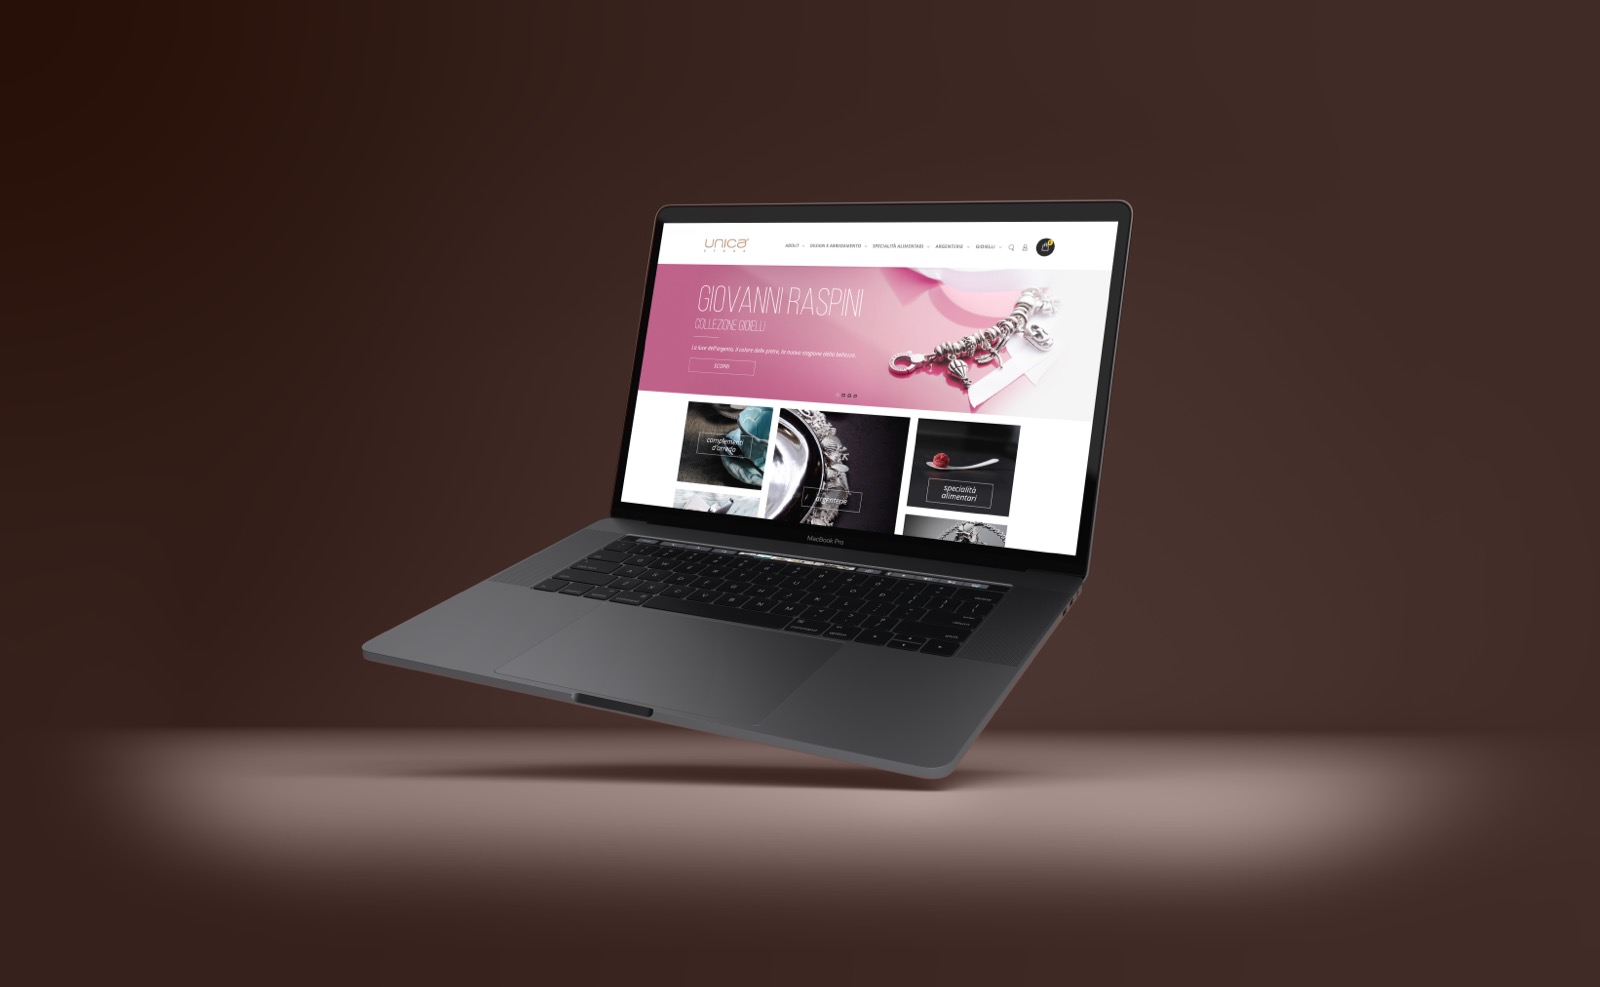 unica
store
ABOUT
DESIGN E ARREDAMENTO
SPECIALITÀ ALIMENTARI
ARGENTERIE
GIOIELLI
GIOVANNI RASPINI
COLLEZIONE GIOIELLI
La luce dell'argento, il colore delle pietre, la nuova stagione della bellezza.
SCOPRI
complementi
d'arredo
argenterie
specialità
alimentari
MacBook Pro